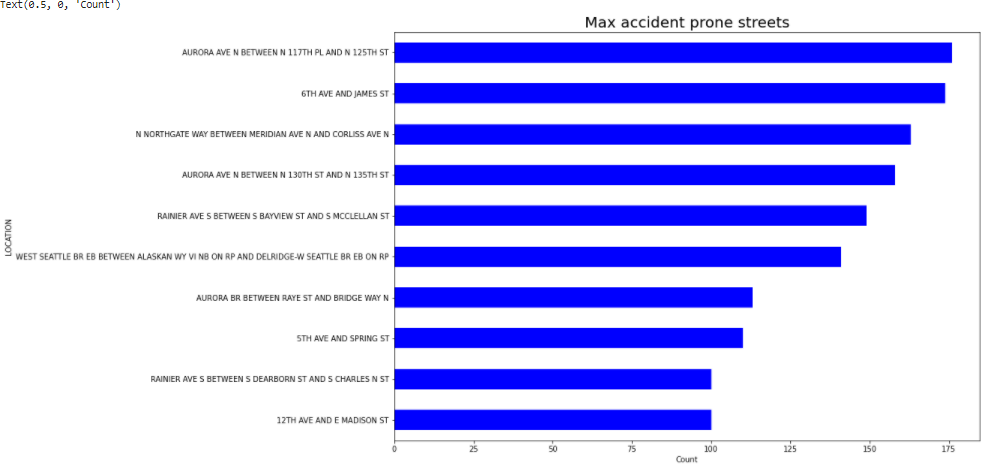 Text(0.5, 0, 'Count')
Max accident prone streets
AURORA AVE N BETWEEN N 117TH PL AND N 125TH ST
6TH AVE AND JAMES ST
N NORTHGATE WAY BETWEEN MERIDIAN AVE N AND CORLISS AVE N
AURORA AVE N BETWEEN N 130TH ST AND N 135TH ST
RAINIER AVE S BETWEEN S BAYVIEW ST AND S MCCLELLAN ST
LOCATION
WEST SEATTLE BR EB BETWEEN ALASKAN WY VI NB ON RP AND DELRIDGE-W SEATTLE BR EB ON RP
AURORA BR BETWEEN RAYE ST AND BRIDGE WAY N
5TH AVE AND SPRING ST
RAINIER AVE S BETWEEN S DEARBORN ST AND S CHARLES N ST
12TH AVE AND E MADISON ST
0 25 50 75 100 125 150 175
Count